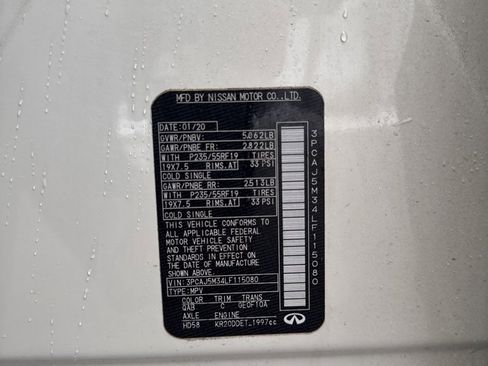 MFD BY NISSAN MOTOR CO.,LTD.
DATE:01/20
GVWR/PNBV: 5062LB
GAWR/PNBE FR: 2822LB
WITH P235/55RF19 TIRES
19X7.5 RIMS.AT 33 PSI
COLD SINGLE
GAWR/PNBE RR: 2513LB
WITH P235/55RF19 TIRES
19X7.5 RIMS.AT 33 PSI
COLD SINGLE
THIS VEHICLE CONFORMS TO
ALL APPLICABLE FEDERAL
MOTOR VEHICLE SAFETY
AND THEFT PREVENTION
STANDARDS IN EFFECT
ON THE DATE OF
MANUFACTURE SHOWN ABOVE.
VIN: 3PCAJ5M34LF115080
TYPE: MPV
COLOR TRIM TRANS
QAB C GE0F10A
AXLE ENGINE
HD58 KR20DDET_1997cc
3PCAJ5M34LF115080